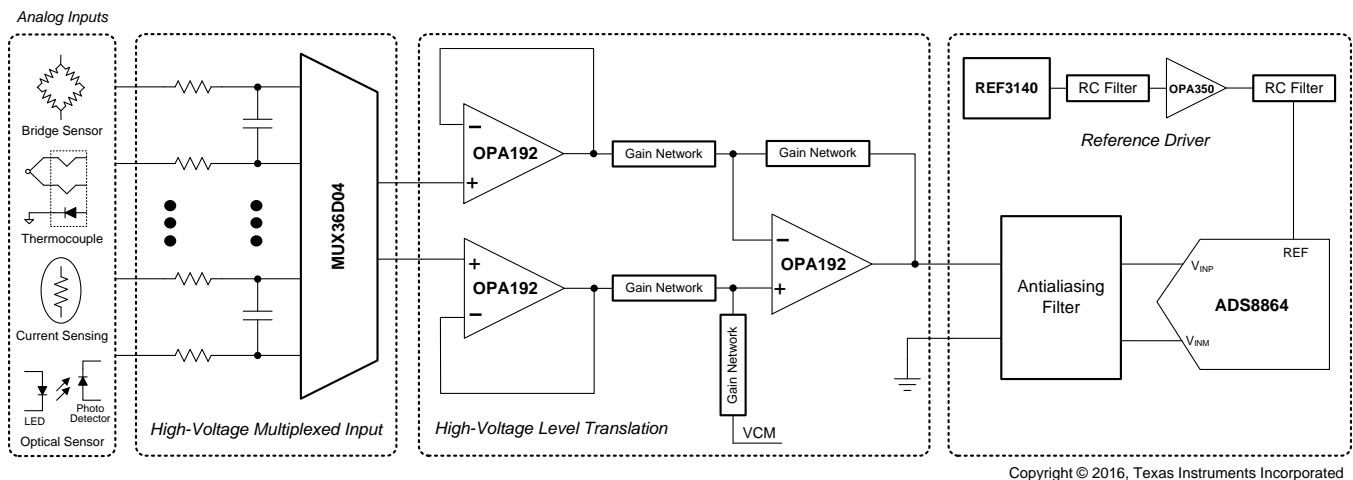 Analog Inputs
Bridge Sensor
Thermocouple
Current Sensing
LED
Photo
Detector
Optical Sensor
MUX36D04
High-Voltage Multiplexed Input
OPA192
OPA192
Gain Network
Gain Network
Gain Network
Gain Network
OPA192
VCM
High-Voltage Level Translation
REF3140
RC Filter
OPA350
RC Filter
Reference Driver
Antialiasing
Filter
REF
VINP
ADS8864
VINM
Copyright © 2016, Texas Instruments Incorporated